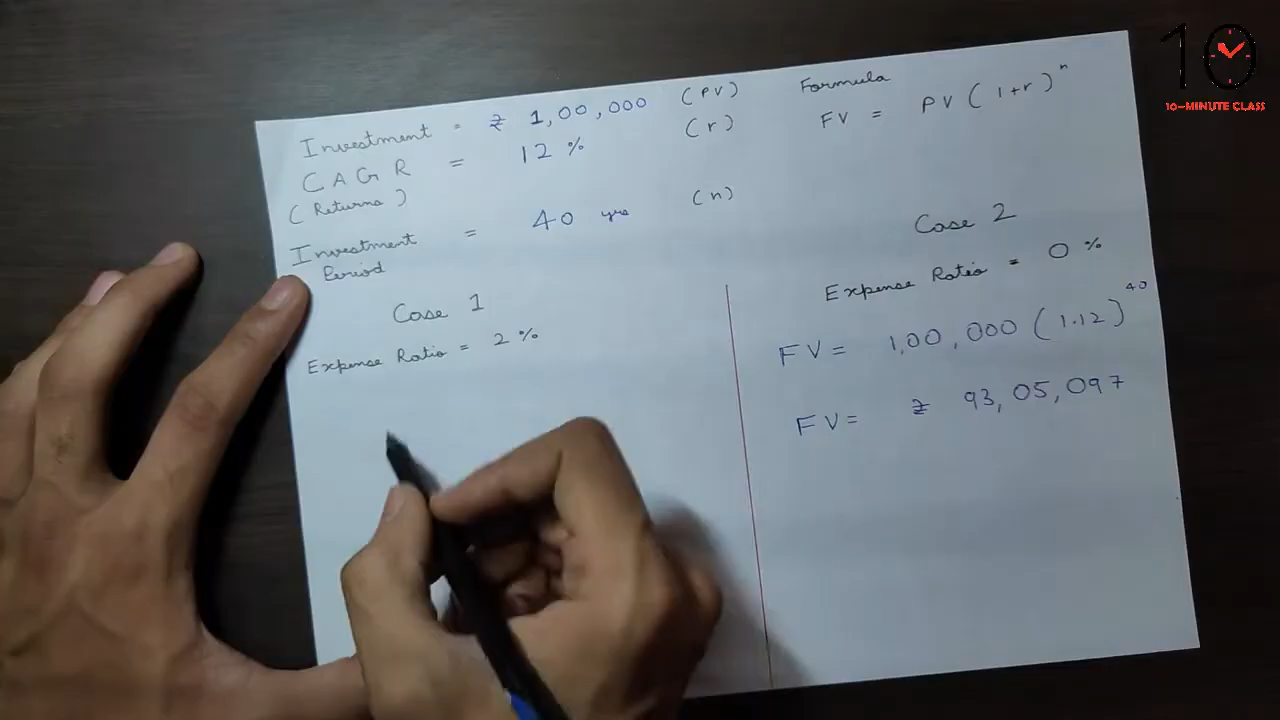 Investment = ₹ 1,00,000 (PV)
CAGR = 12 % (r)
(Returns)
Investment = 40 yrs (n)
Period
Formula
FV = PV (1+r)^n
Case 1
Expense Ratio = 2 %
Case 2
Expense Ratio = 0 %
FV = 1,00,000 (1.12)^40
FV = ₹ 93,05,097
10
10-MINUTE CLASS